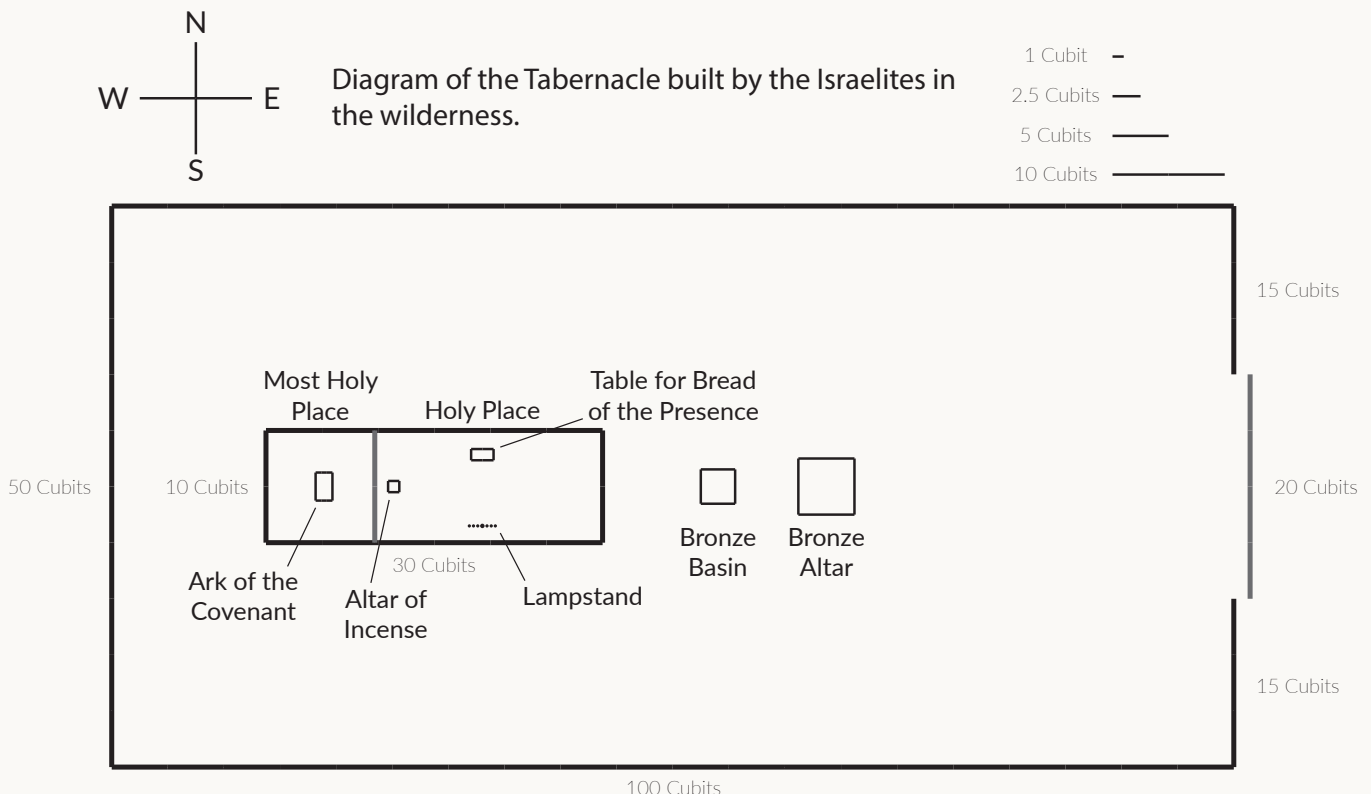 N
W
E
S
Diagram of the Tabernacle built by the Israelites in
the wilderness.
1 Cubit
2.5 Cubits
5 Cubits
10 Cubits
15 Cubits
Most Holy
Place
Holy Place
Table for Bread
of the Presence
50 Cubits
10 Cubits
20 Cubits
Bronze
Basin
Bronze
Altar
30 Cubits
Ark of the
Covenant
Altar of
Incense
Lampstand
15 Cubits
100 Cubits